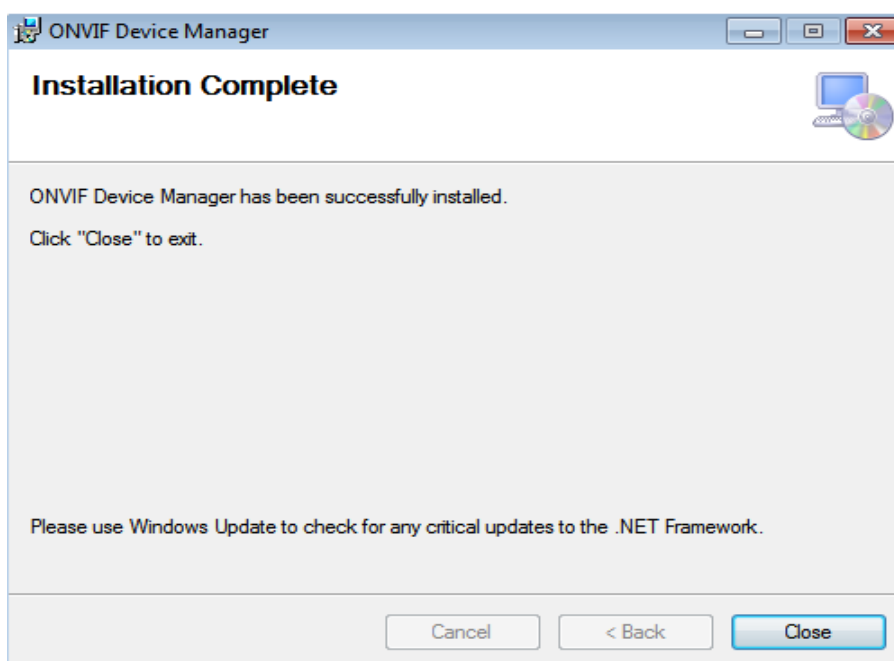 ONVIF Device Manager
Installation Complete
ONVIF Device Manager has been successfully installed.
Click "Close" to exit.
Please use Windows Update to check for any critical updates to the .NET Framework.
Cancel
< Back
Close